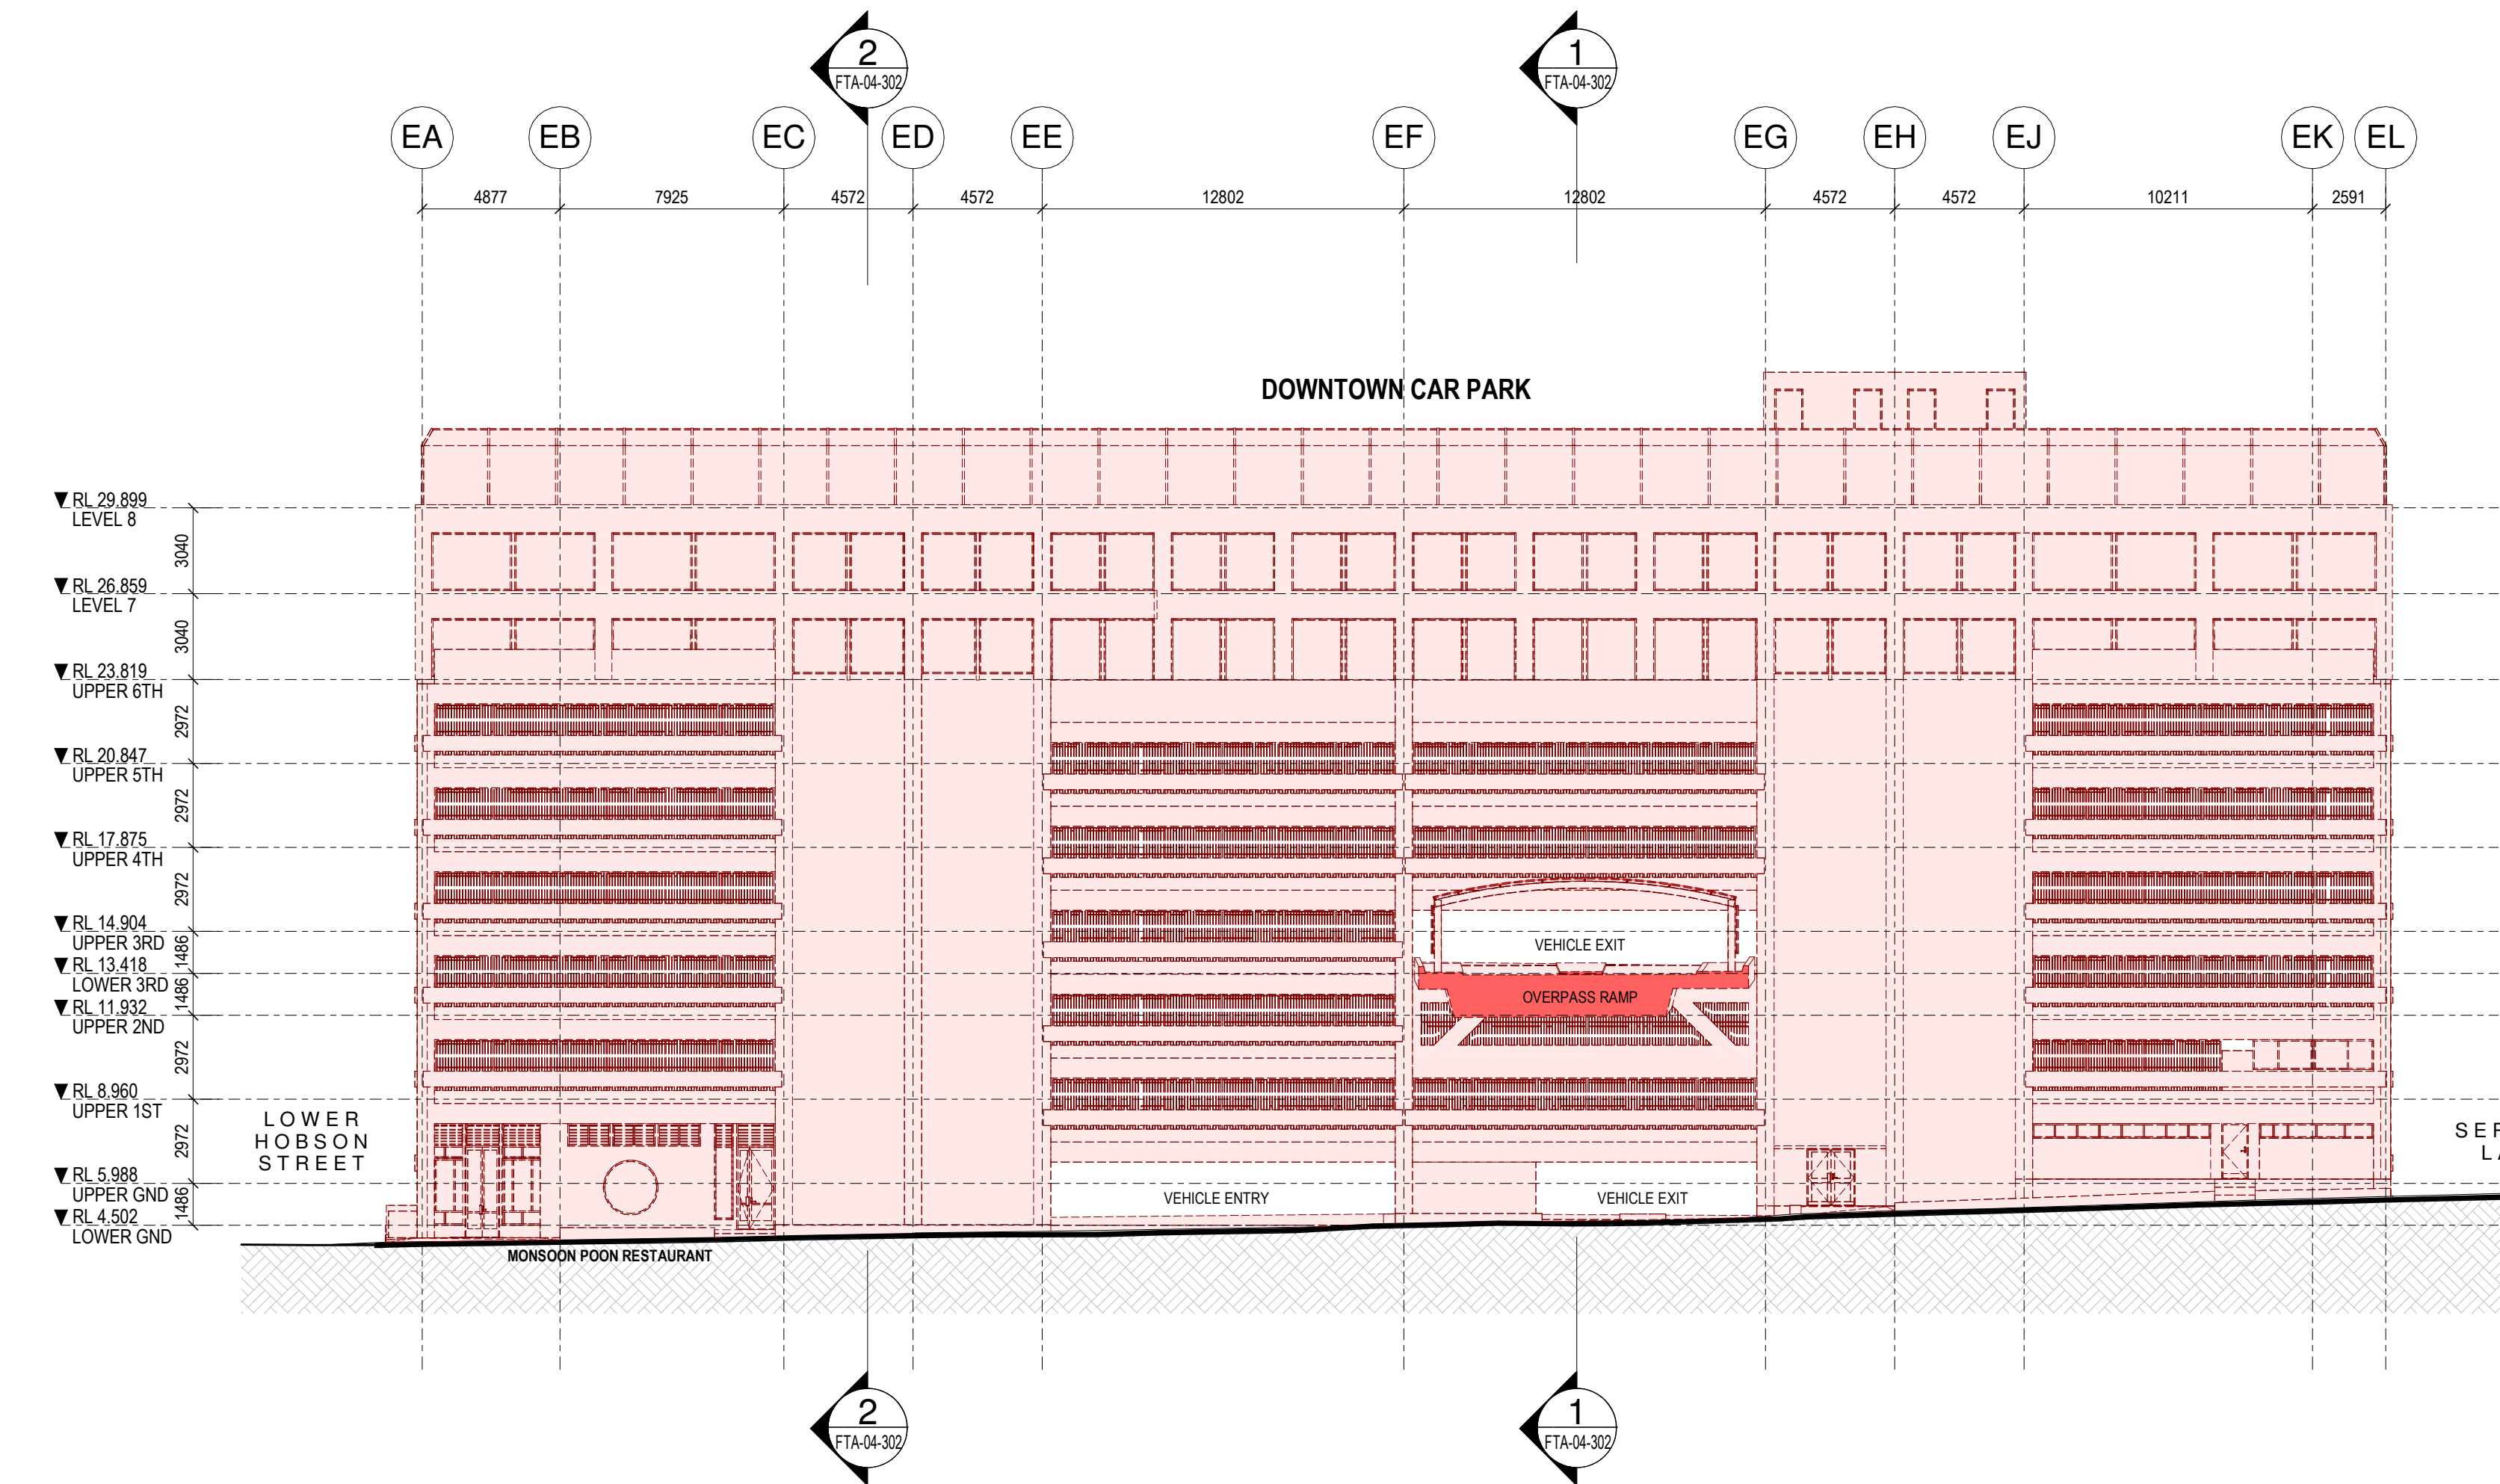 2
FTA-04-302
1
FTA-04-302
EA
EB
EC
ED
EE
EF
EG
EH
EJ
EK
EL
4877
7925
4572
4572
12802
12802
4572
4572
10211
2591
DOWNTOWN CAR PARK
RL 29.899
LEVEL 8
3040
RL 26.859
LEVEL 7
3040
RL 23.819
UPPER 6TH
2972
RL 20.847
UPPER 5TH
2972
RL 17.875
UPPER 4TH
2972
RL 14.904
UPPER 3RD
1486
RL 13.418
LOWER 3RD
1486
RL 11.932
UPPER 2ND
2972
RL 8.960
UPPER 1ST
2972
RL 5.988
UPPER GND
1486
RL 4.502
LOWER GND
LOWER
HOBSON
STREET
VEHICLE EXIT
OVERPASS RAMP
VEHICLE ENTRY
VEHICLE EXIT
MONSOON POON RESTAURANT
2
FTA-04-302
1
FTA-04-302